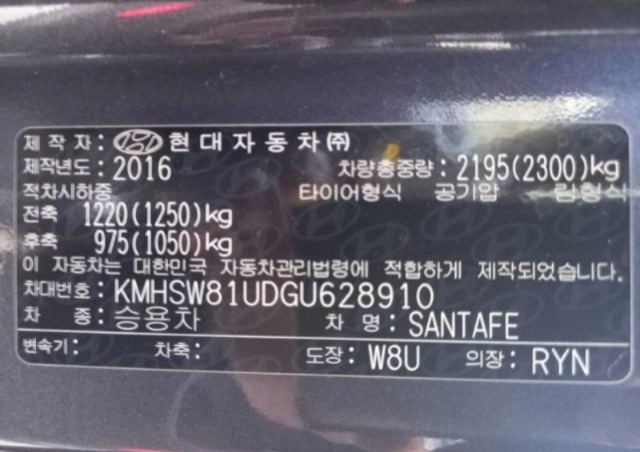 제 작 자 : 현대자동차㈜
제작년도 : 2016 차량총중량 : 2195(2300)kg
적차시하중 타이어형식 공기압 림형식
전축 1220(1250)kg
후축 975(1050)kg
이 자동차는 대한민국 자동차관리법령에 적합하게 제작되었습니다.
차대번호 : KMHSW81UDGU628910
차 종 : 승용차 차 명 : SANTAFE
변속기 : 차축 : 도장 : W8U 의장 : RYN